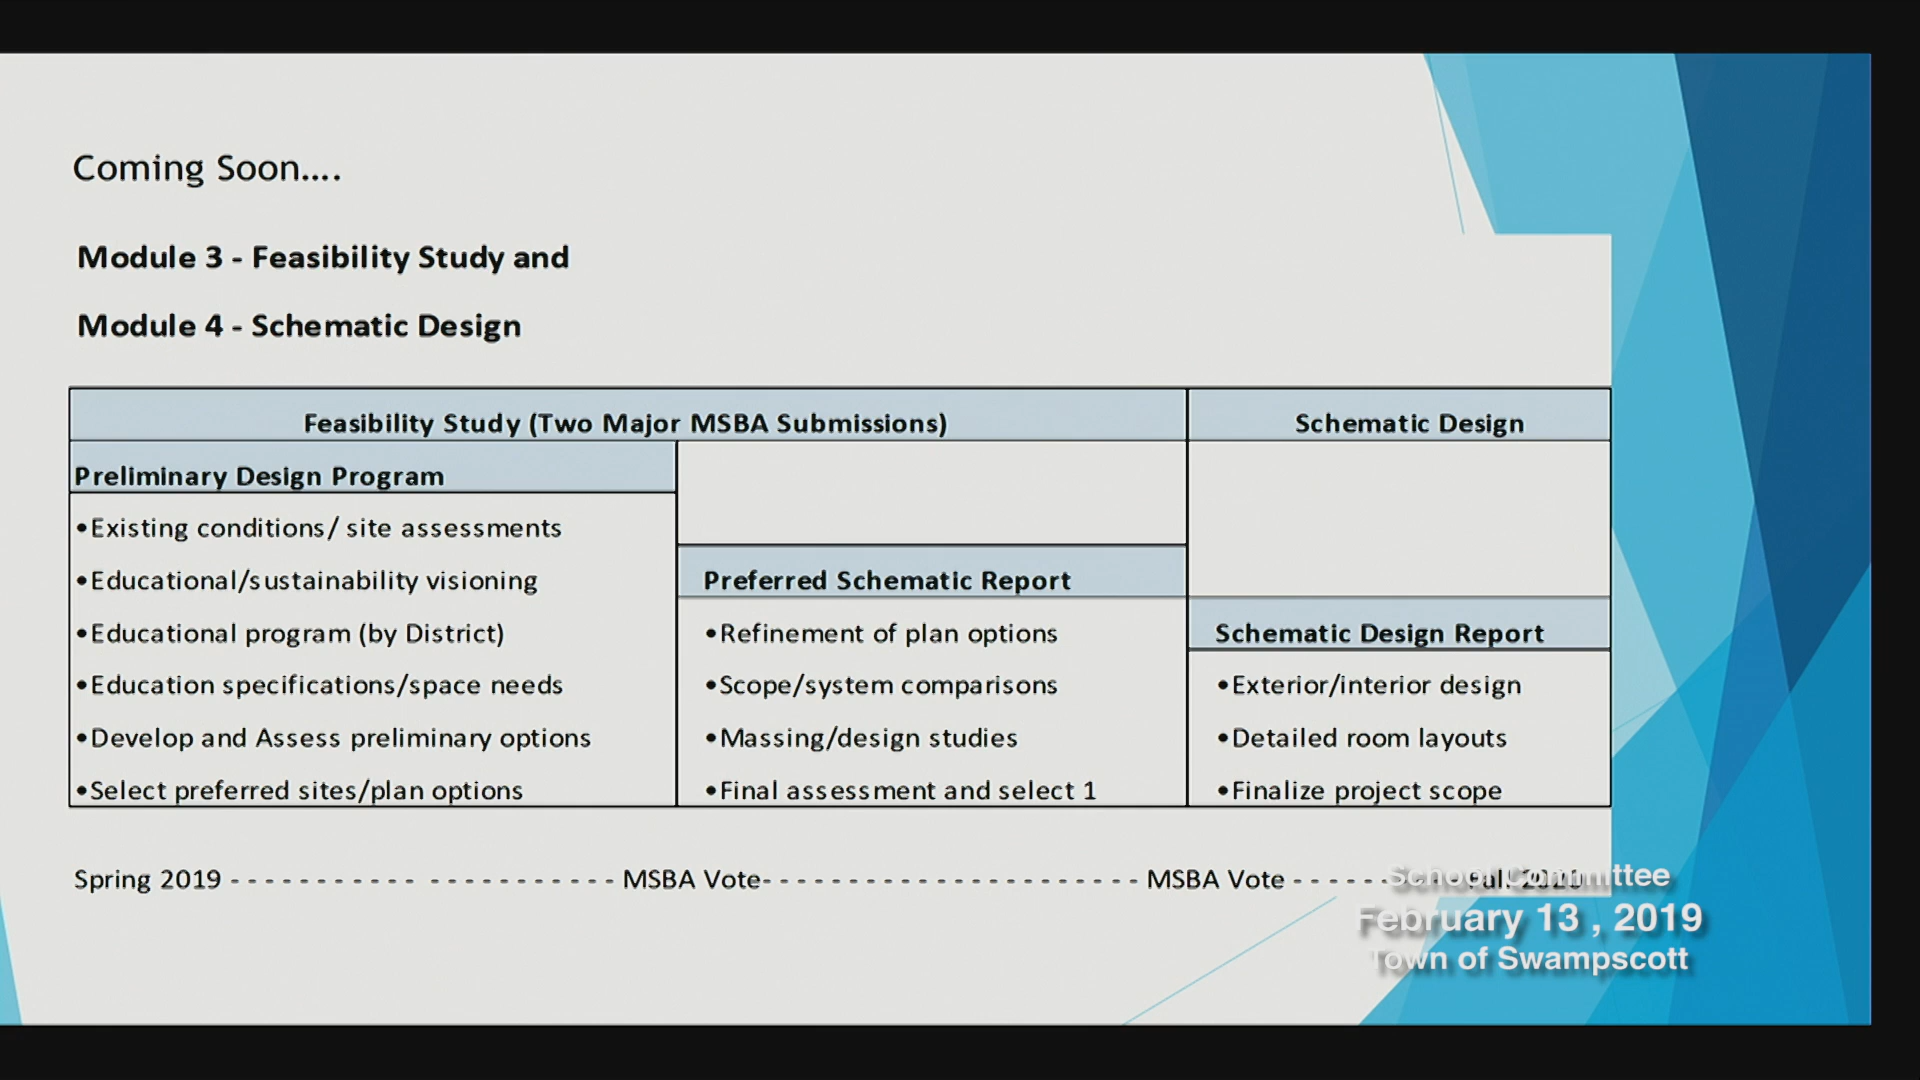 Coming Soon....
Module 3 - Feasibility Study and
Module 4 - Schematic Design
Feasibility Study (Two Major MSBA Submissions)
Schematic Design
Preliminary Design Program
•Existing conditions/ site assessments
•Educational/sustainability visioning
•Educational program (by District)
•Education specifications/space needs
•Develop and Assess preliminary options
•Select preferred sites/plan options
Preferred Schematic Report
•Refinement of plan options
•Scope/system comparisons
•Massing/design studies
•Final assessment and select 1
Schematic Design Report
•Exterior/interior design
•Detailed room layouts
•Finalize project scope
Spring 2019 - - - - - - - - - - - - - - - - - - - - - - MSBA Vote- - - - - - - - - - - - - - - - - - - - - - MSBA Vote - - - - - - - - - - Fall 2020
School Committee
February 13 , 2019
Town of Swampscott